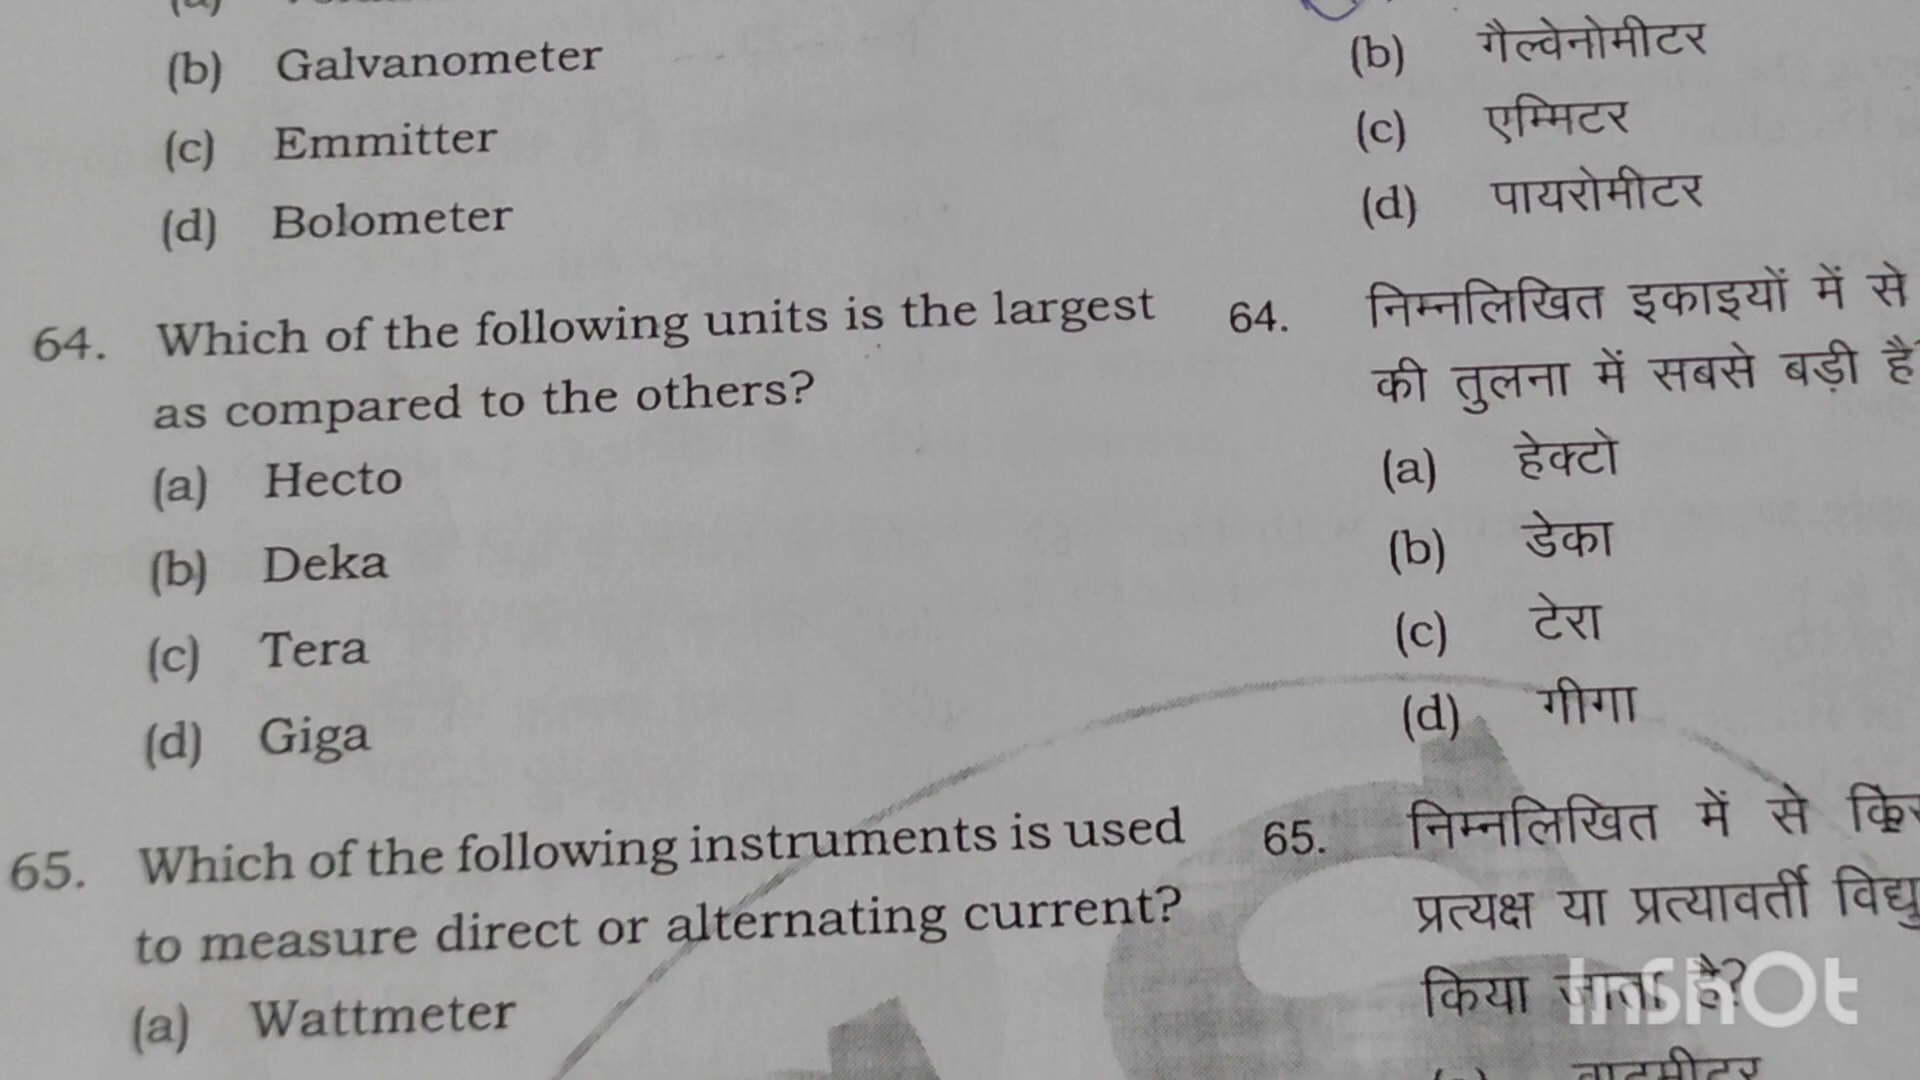 (b) Galvanometer
(c) Emmitter
(d) Bolometer
64. Which of the following units is the largest
as compared to the others?
(a) Hecto
(b) Deka
(c) Tera
(d) Giga
65. Which of the following instruments is used
to measure direct or alternating current?
(a) Wattmeter
(b) गैल्वेनोमीटर
(c) एम्मिटर
(d) पायरोमीटर
64. निम्नलिखित इकाइयों में से
की तुलना में सबसे बड़ी है
(a) हेक्टो
(b) डेका
(c) टेरा
(d) गीगा
65. निम्नलिखित में से
प्रत्यक्ष या प्रत्यावर्ती
किया जाता है?
वाटमीटर
InShOt